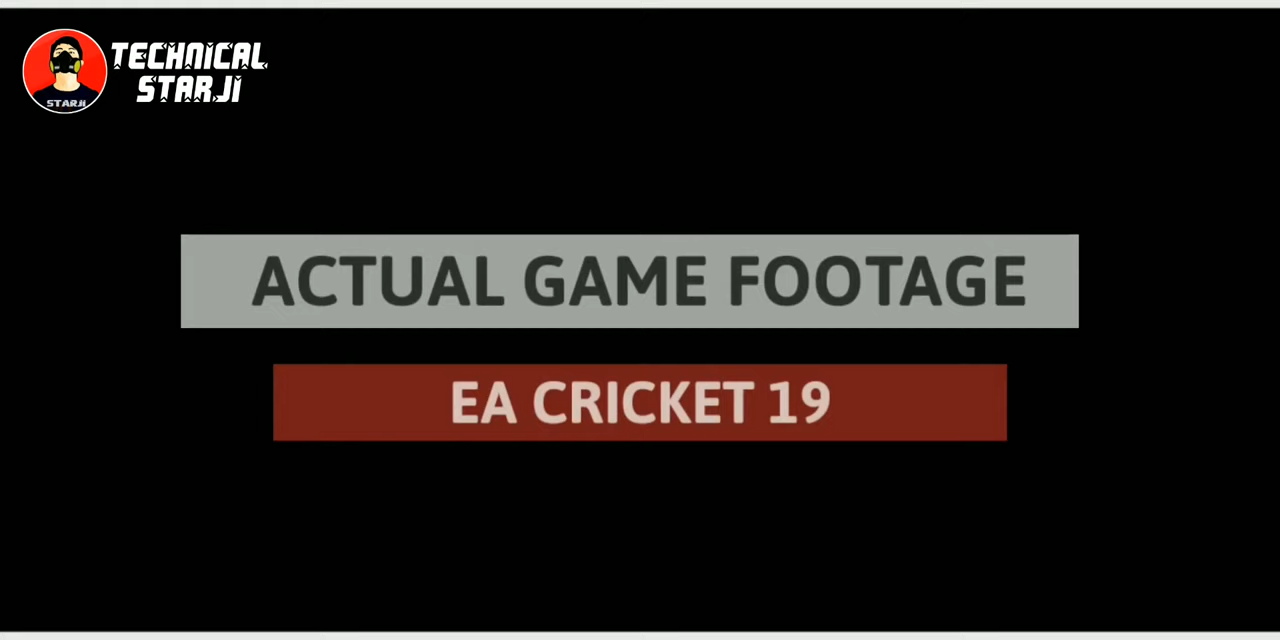 TECHNICAL
STARJI
STARJI
ACTUAL GAME FOOTAGE
EA CRICKET 19